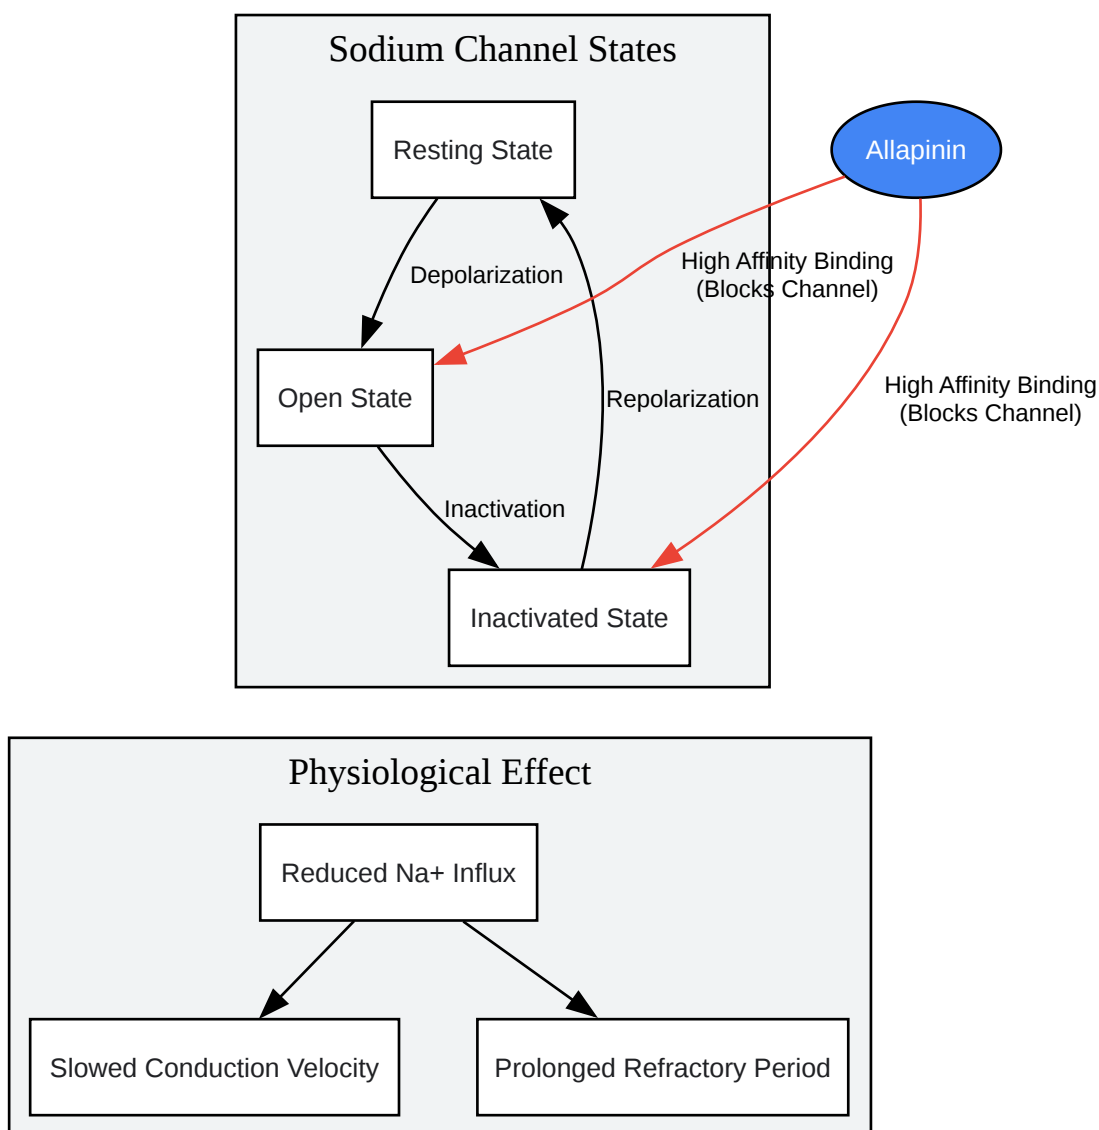 Sodium Channel States
Resting State
Allapinin
Depolarization
High Affinity Binding
(Blocks Channel)
Open State
Repolarization
High Affinity Binding
(Blocks Channel)
Inactivation
Inactivated State
Physiological Effect
Reduced Na+ Influx
Slowed Conduction Velocity
Prolonged Refractory Period